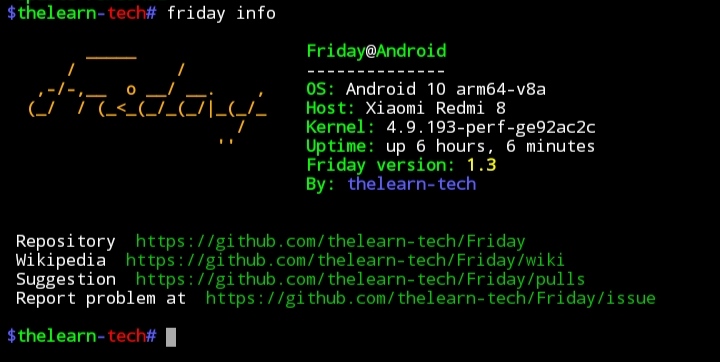 $thelearn-tech# friday info
Friday
Friday@Android
--------------
OS: Android 10 arm64-v8a
Host: Xiaomi Redmi 8
Kernel: 4.9.193-perf-ge92ac2c
Uptime: up 6 hours, 6 minutes
Friday version: 1.3
By: thelearn-tech
Repository https://github.com/thelearn-tech/Friday
Wikipedia https://github.com/thelearn-tech/Friday/wiki
Suggestion https://github.com/thelearn-tech/Friday/pulls
Report problem at https://github.com/thelearn-tech/Friday/issue
$thelearn-tech#